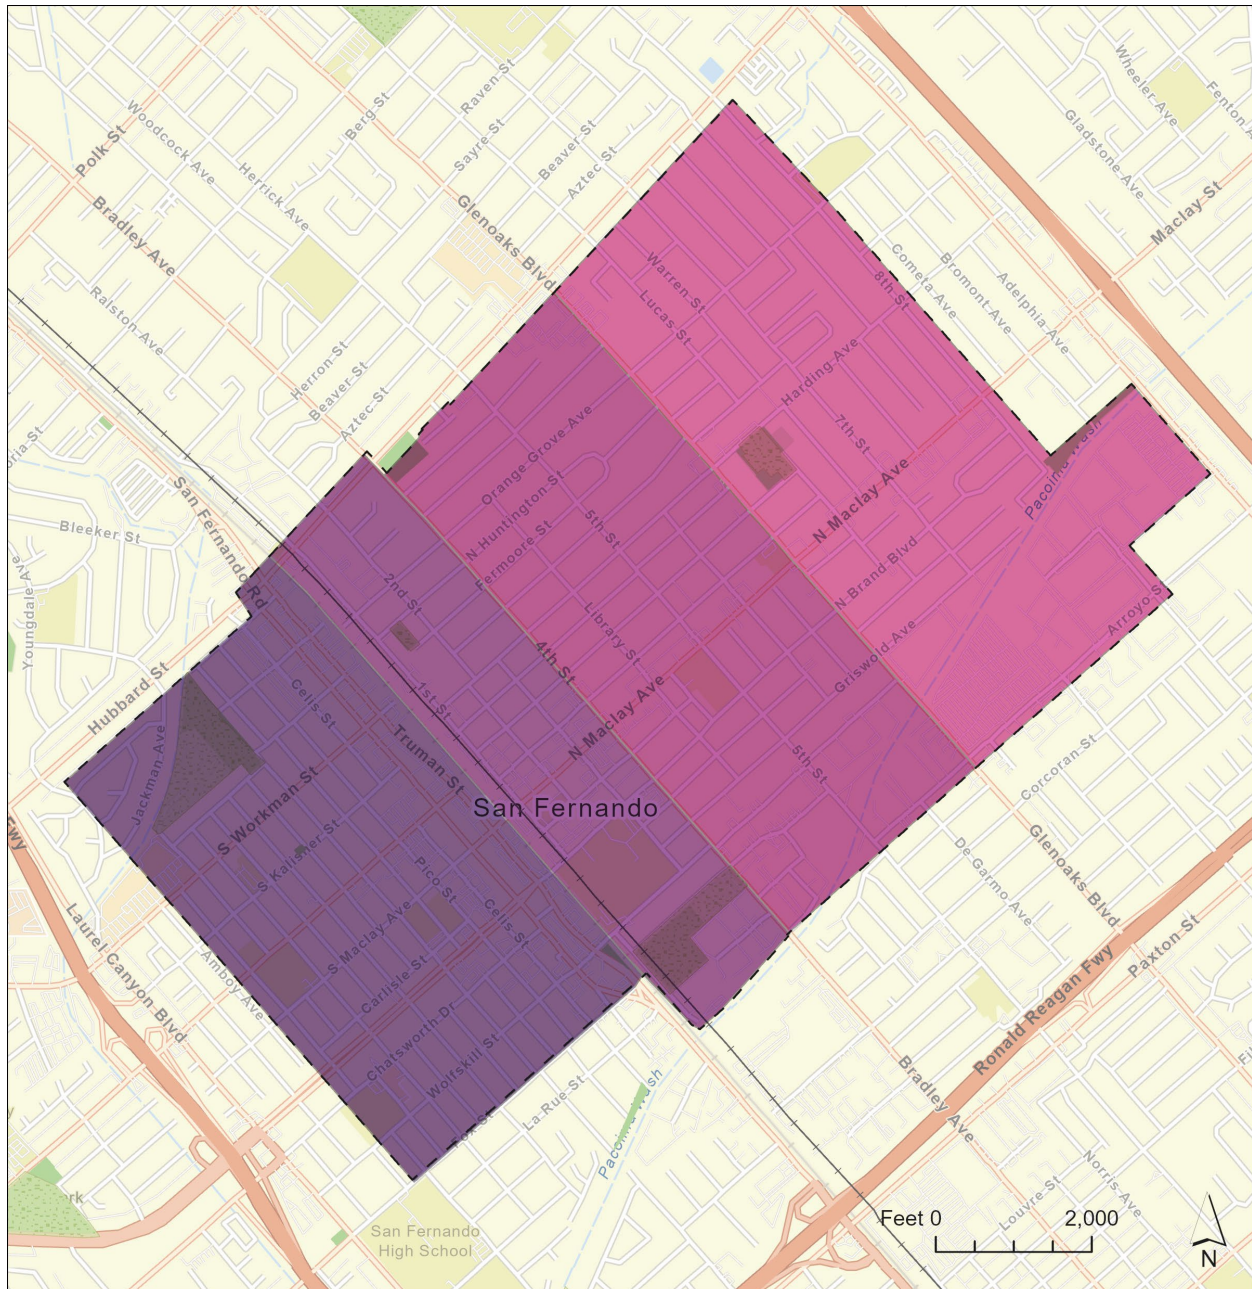 Raven St
Berg St
Wheeler Ave
Fenton A
Woodcock Ave
Polk St
Sayre St
Beaver St
Gladstone Ave
Herrick Ave
Aztec St
Maclay St
Bradley Ave
Glenoaks Blvd
Warren St
Lucas St
8th St
Cometa Ave
Bromont Ave
Adelphia Ave
Ralston Ave
Herron St
Beaver St
Aztec St
Harding Ave
7th St
Orange Grove Ave
oria St
N Huntington St
Pacoima Wash
San Fernando Rd
N Maclay Ave
5th St
Bleeker St
Fermoore St
Youngdale Ave
2nd St
N Brand Blvd
Arroyo S
Library St
Hubbard St
4th St
Griswold Ave
Cells St
1st St
N Maclay Ave
Jackman Ave
Truman St
5th St
Corcoran St
S Workman St
San Fernando
Fwy
S Kalisher St
Glenoaks Blvd
De Garmo Ave
Pico St
Cells St
S Maclay Ave
Laurel Canyon Blvd
Amboy Ave
Carlisle St
Paxton St
Ronald Reagan Fwy
Chatsworth Dr
Wolfskill St
La Rue St
Bradley Ave
Pacoima Wash
Norris Ave
Louvre St
rk
San Fernando
High School
Feet 0 2,000
N